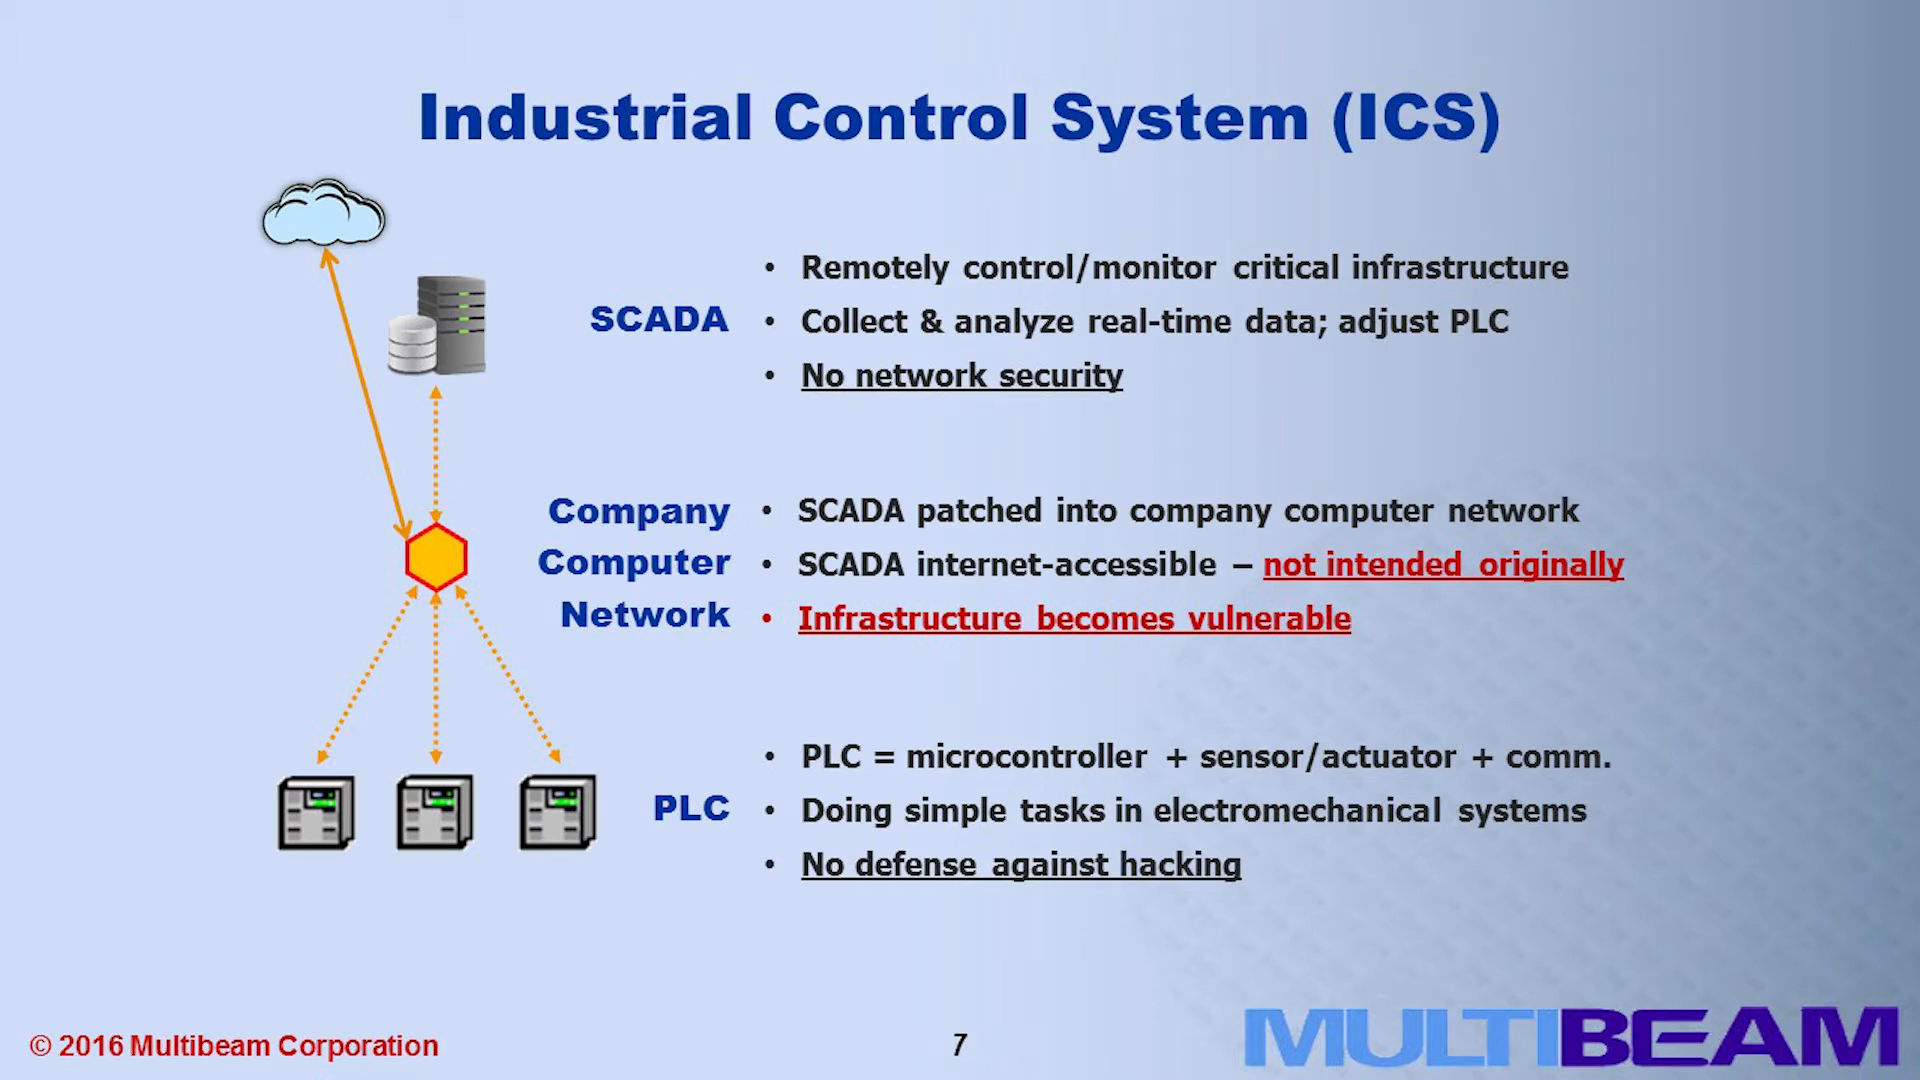 Industrial Control System (ICS)
SCADA
• Remotely control/monitor critical infrastructure
• Collect & analyze real-time data; adjust PLC
• No network security
Company
Computer
Network
• SCADA patched into company computer network
• SCADA internet-accessible – not intended originally
• Infrastructure becomes vulnerable
PLC
• PLC = microcontroller + sensor/actuator + comm.
• Doing simple tasks in electromechanical systems
• No defense against hacking
© 2016 Multibeam Corporation
7
MULTIBEAM